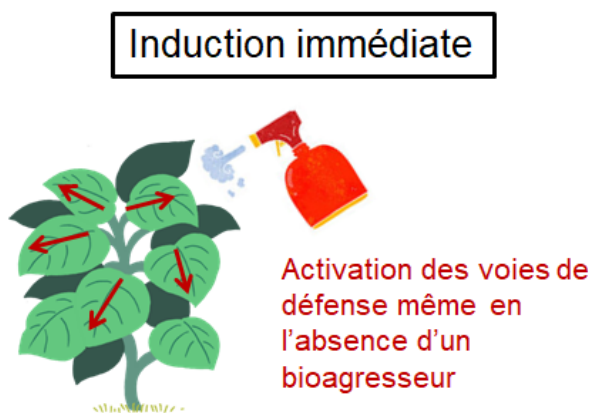 Induction immédiate
Activation des voies de
défense même en
l’absence d’un
bioagresseur